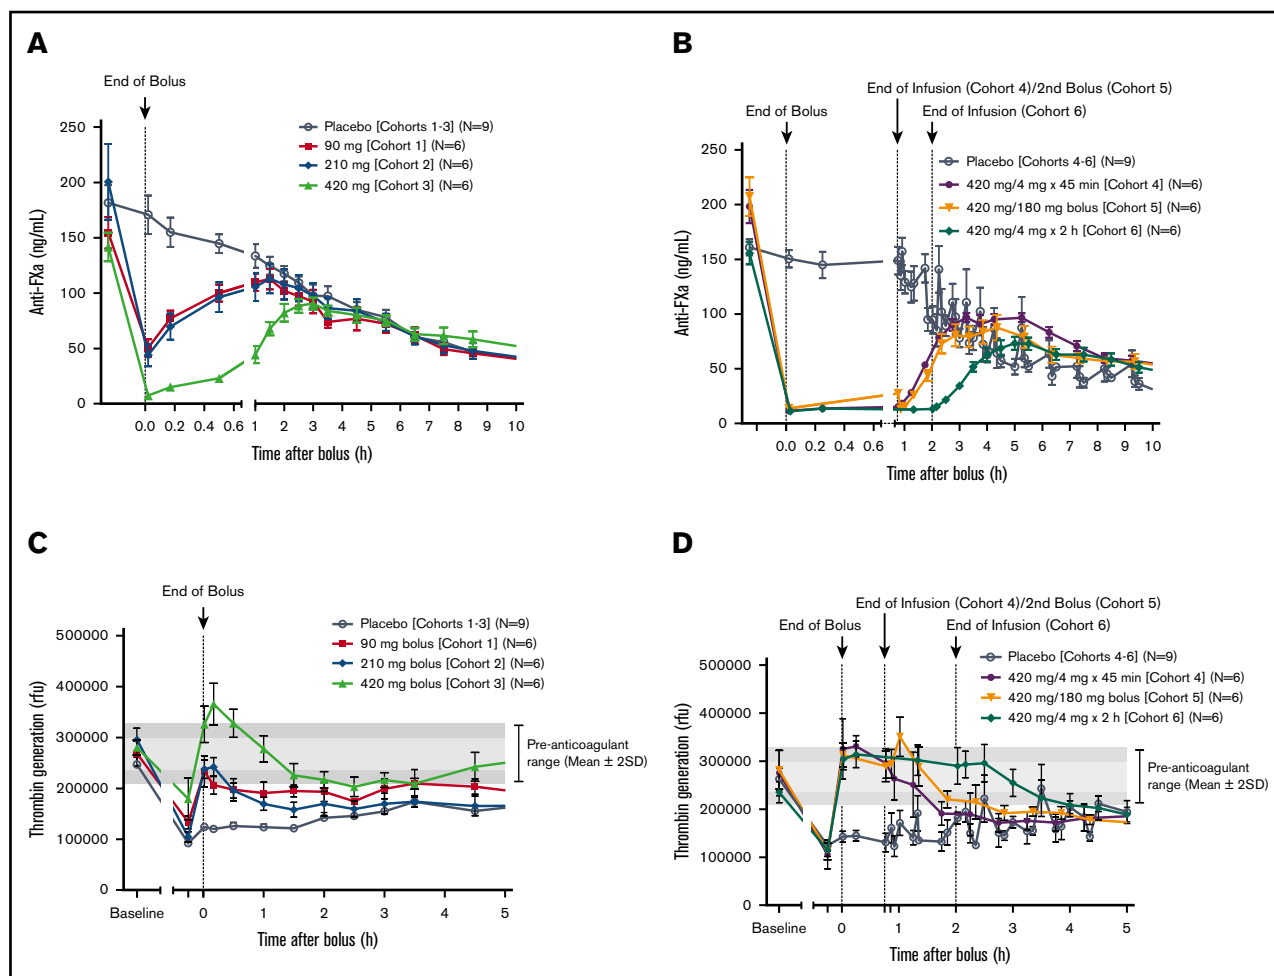 A
End of Bolus
250
200
150
100
50
0
Anti-FXa (ng/mL)
Placebo [Cohorts 1-3] (N=9)
90 mg [Cohort 1] (N=6)
210 mg [Cohort 2] (N=6)
420 mg [Cohort 3] (N=6)
0.0 0.2 0.4 0.6 1 2 3 4 5 6 7 8 9 10
Time after bolus (h)
B
End of Infusion (Cohort 4)/2nd Bolus (Cohort 5)
End of Bolus
End of Infusion (Cohort 6)
250
200
150
100
50
0
Anti-FXa (ng/mL)
Placebo [Cohorts 4-6] (N=9)
420 mg/4 mg x 45 min [Cohort 4] (N=6)
420 mg/180 mg bolus [Cohort 5] (N=6)
420 mg/4 mg x 2 h [Cohort 6] (N=6)
0.0 0.2 0.4 0.6 1 2 3 4 5 6 7 8 9 10
Time after bolus (h)
C
End of Bolus
500000
400000
300000
200000
100000
0
Thrombin generation (rfu)
Placebo [Cohorts 1-3] (N=9)
90 mg bolus [Cohort 1] (N=6)
210 mg bolus [Cohort 2] (N=6)
420 mg bolus [Cohort 3] (N=6)
Pre-anticoagulant
range (Mean ± 2SD)
Baseline 0 1 2 3 4 5
Time after bolus (h)
D
End of Infusion (Cohort 4)/2nd Bolus (Cohort 5)
End of Bolus
End of Infusion (Cohort 6)
500000
400000
300000
200000
100000
0
Thrombin generation (rfu)
Placebo [Cohorts 4-6] (N=9)
420 mg/4 mg x 45 min [Cohort 4] (N=6)
420 mg/180 mg bolus [Cohort 5] (N=6)
420 mg/4 mg x 2 h [Cohort 6] (N=6)
Pre-anticoagulant
range (Mean ± 2SD)
Baseline 0 1 2 3 4 5
Time after bolus (h)